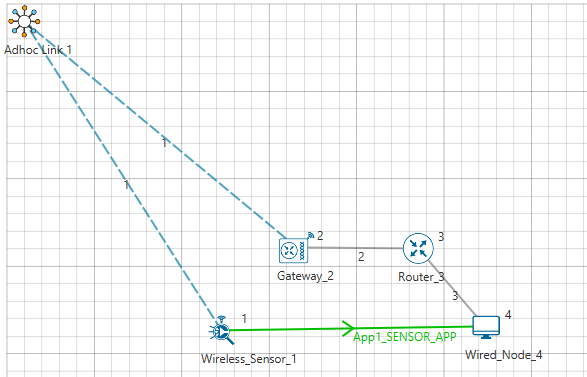 Adhoc Link 1
1
1
2
Gateway_2
2
3
Router_3
3
1
Wireless_Sensor_1
App1_SENSOR_APP
4
Wired_Node_4